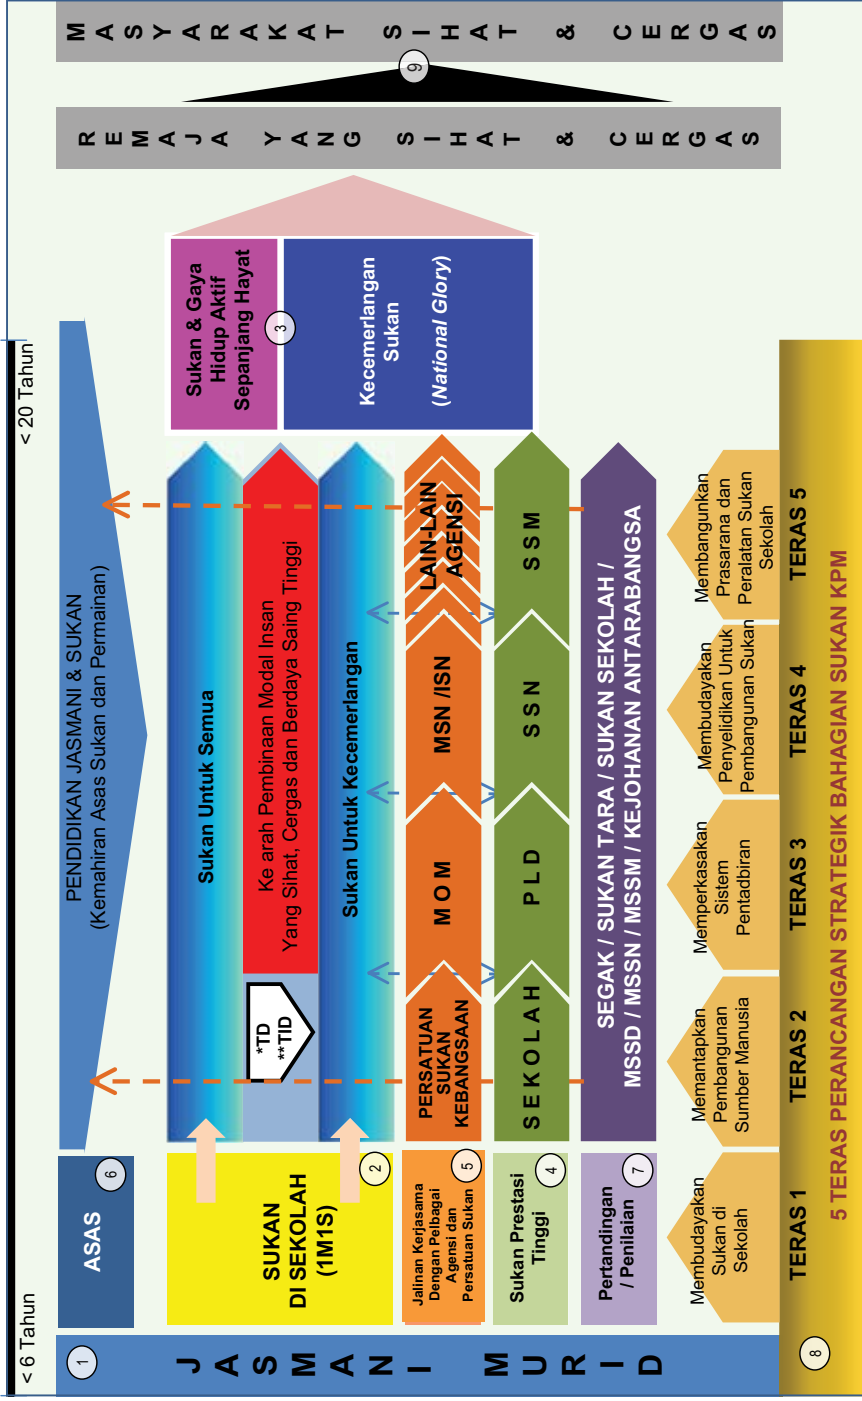 < 6 Tahun
< 20 Tahun
1
JASMANI MURID
ASAS
6
PENDIDIKAN JASMANI & SUKAN
(Kemahiran Asas Sukan dan Permainan)
SUKAN
DI SEKOLAH
(1M1S)
2
Sukan Untuk Semua
*TD
**TID
Ke arah Pembinaan Modal Insan
Yang Sihat, Cergas dan Berdaya Saing Tinggi
Sukan Untuk Kecemerlangan
Sukan & Gaya
Hidup Aktif
Sepanjang Hayat
3
Kecemerlangan
Sukan
(National Glory)
Jalinan Kerjasama
Dengan Pelbagai
Agensi dan
Persatuan Sukan
5
PERSATUAN
SUKAN
KEBANGSAAN
M O M
MSN /ISN
LAIN-LAIN
AGENSI
Sukan Prestasi
Tinggi
4
S E K O L A H
P L D
S S N
S S M
Pertandingan
/ Penilaian
7
SEGAK / SUKAN TARA / SUKAN SEKOLAH /
MSSD / MSSN / MSSM / KEJOHANAN ANTARABANGSA
Membudayakan
Sukan di
Sekolah
Memantapkan
Pembangunan
Sumber Manusia
Memperkasakan
Sistem
Pentadbiran
Membudayakan
Penyelidikan Untuk
Pembangunan Sukan
Membangunkan
Prasarana dan
Peralatan Sukan
Sekolah
TERAS 1
TERAS 2
TERAS 3
TERAS 4
TERAS 5
8
5 TERAS PERANCANGAN STRATEGIK BAHAGIAN SUKAN KPM
REMAJA YANG SIHAT & CERGAS
9
MASYARAKAT SIHAT & CERGAS